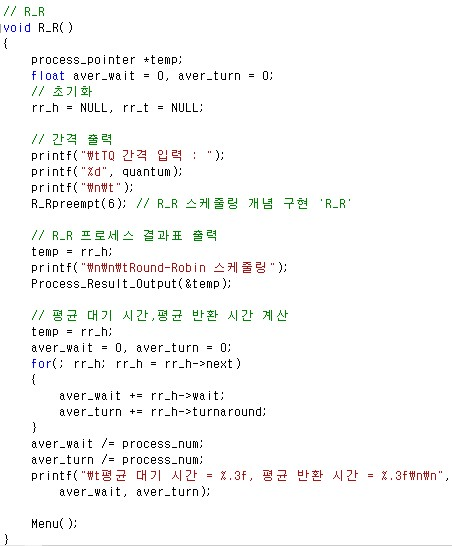 // R_R
void R_R()
{
    process_pointer *temp;
    float aver_wait = 0, aver_turn = 0;
    // 초기화
    rr_h = NULL, rr_t = NULL;

    // 간격 출력
    printf("₩tTQ 간격 입력 : ");
    printf("%d", quantum);
    printf("₩n₩t");
    R_Rpreempt(6); // R_R 스케줄링 개념 구현 'R_R'

    // R_R 프로세스 결과표 출력
    temp = rr_h;
    printf("₩n₩n₩tRound-Robin 스케줄링");
    Process_Result_Output(&temp);

    // 평균 대기 시간,평균 반환 시간 계산
    temp = rr_h;
    aver_wait = 0, aver_turn = 0;
    for(; rr_h; rr_h = rr_h->next)
    {
        aver_wait += rr_h->wait;
        aver_turn += rr_h->turnaround;
    }
    aver_wait /= process_num;
    aver_turn /= process_num;
    printf("₩t평균 대기 시간 = %.3f, 평균 반환 시간 = %.3f₩n₩n",
        aver_wait, aver_turn);

    Menu();
}